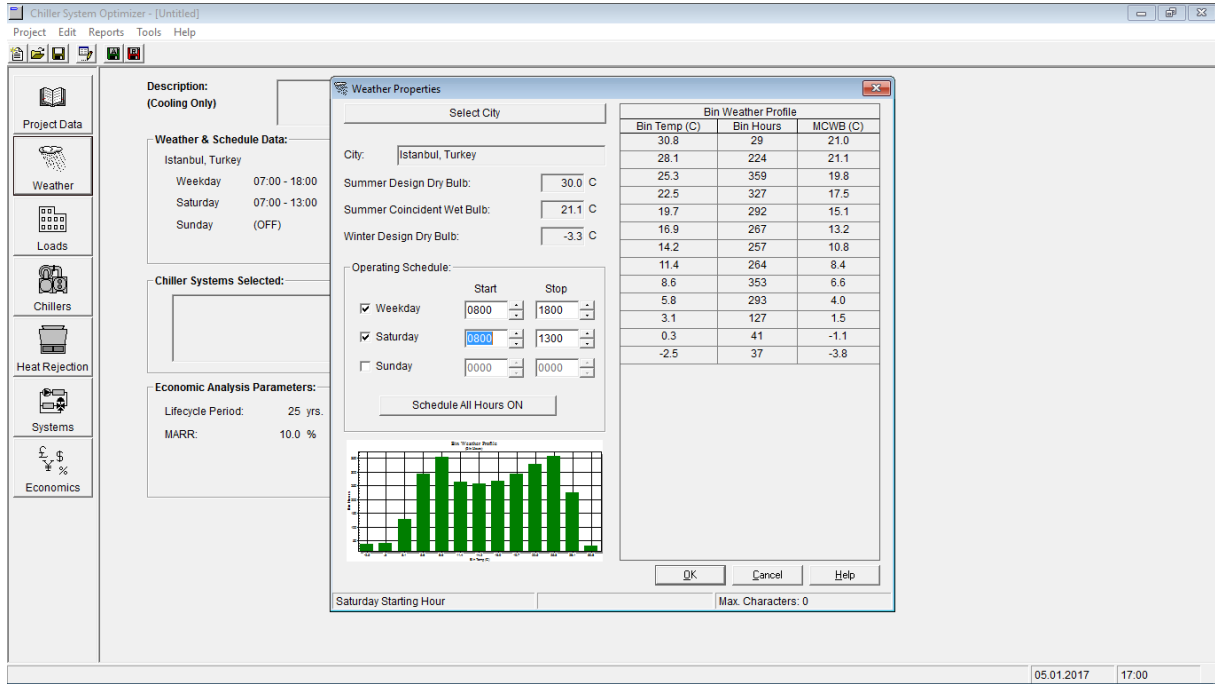 Chiller System Optimizer - [Untitled]
Project Edit Reports Tools Help
Project Data
Weather
Loads
Chillers
Heat Rejection
Systems
£ $
¥ %
Economics
Description:
(Cooling Only)
Weather & Schedule Data:
Istanbul, Turkey
Weekday 07:00 - 18:00
Saturday 07:00 - 13:00
Sunday (OFF)
Chiller Systems Selected:
Economic Analysis Parameters:
Lifecycle Period: 25 yrs.
MARR: 10.0 %
Weather Properties
Select City
City: Istanbul, Turkey
Summer Design Dry Bulb: 30.0 C
Summer Coincident Wet Bulb: 21.1 C
Winter Design Dry Bulb: -3.3 C
Operating Schedule:
Start Stop
Weekday 0800 1800
Saturday 0800 1300
Sunday 0000 0000
Schedule All Hours ON
Bin Weather Profile
Bin Weather Profile
Bin Temp (C) Bin Hours MCWB (C)
30.8 29 21.0
28.1 224 21.1
25.3 359 19.8
22.5 327 17.5
19.7 292 15.1
16.9 267 13.2
14.2 257 10.8
11.4 264 8.4
8.6 353 6.6
5.8 293 4.0
3.1 127 1.5
0.3 41 -1.1
-2.5 37 -3.8
OK Cancel Help
Saturday Starting Hour Max. Characters: 0
05.01.2017 17:00